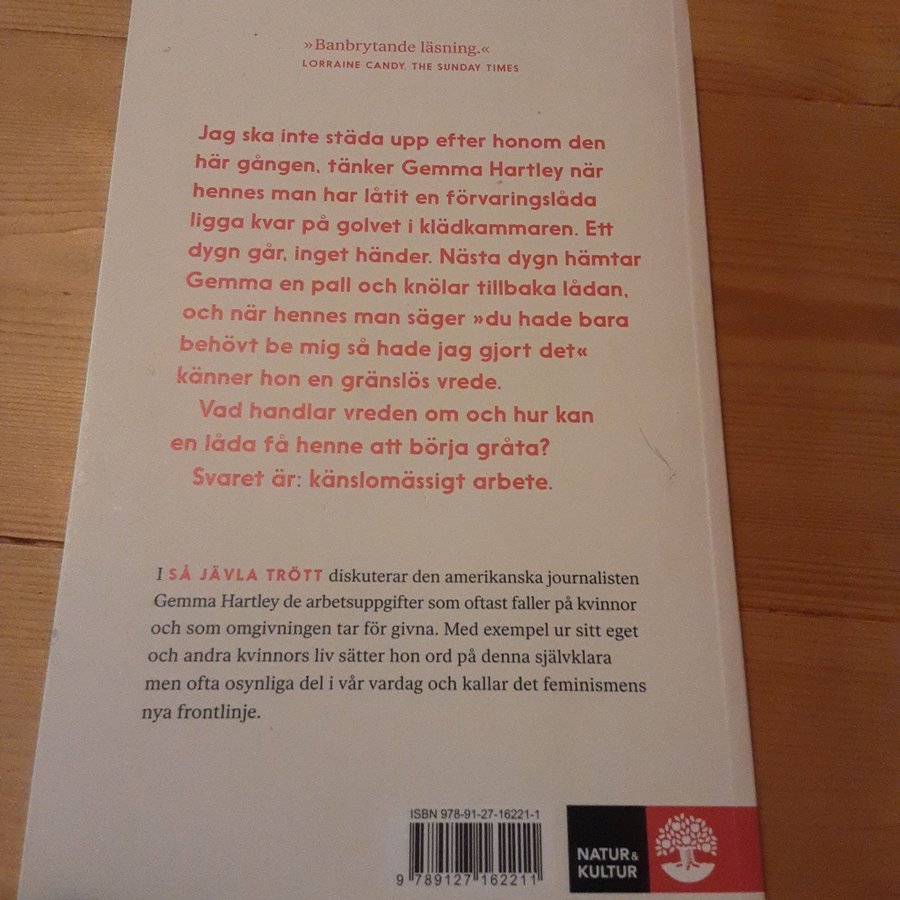 »Banbrytande läsning.«
LORRAINE CANDY, THE SUNDAY TIMES
Jag ska inte städa upp efter honom den
här gången, tänker Gemma Hartley när
hennes man har låtit en förvaringslåda
ligga kvar på golvet i klädkammaren. Ett
dygn går, inget händer. Nästa dygn hämtar
Gemma en pall och knölar tillbaka lådan,
och när hennes man säger »du hade bara
behövt be mig så hade jag gjort det«
känner hon en gränslös vrede.
Vad handlar vreden om och hur kan
en låda få henne att börja gråta?
Svaret är: känslomässigt arbete.
I SÅ JÄVLA TRÖTT diskuterar den amerikanska journalisten
Gemma Hartley de arbetsuppgifter som oftast faller på kvinnor
och som omgivningen tar för givna. Med exempel ur sitt eget
och andra kvinnors liv sätter hon ord på denna självklara
men ofta osynliga del i vår vardag och kallar det feminismens
nya frontlinje.
ISBN 978-91-27-16221-1
9 789127 162211
NATUR &
KULTUR